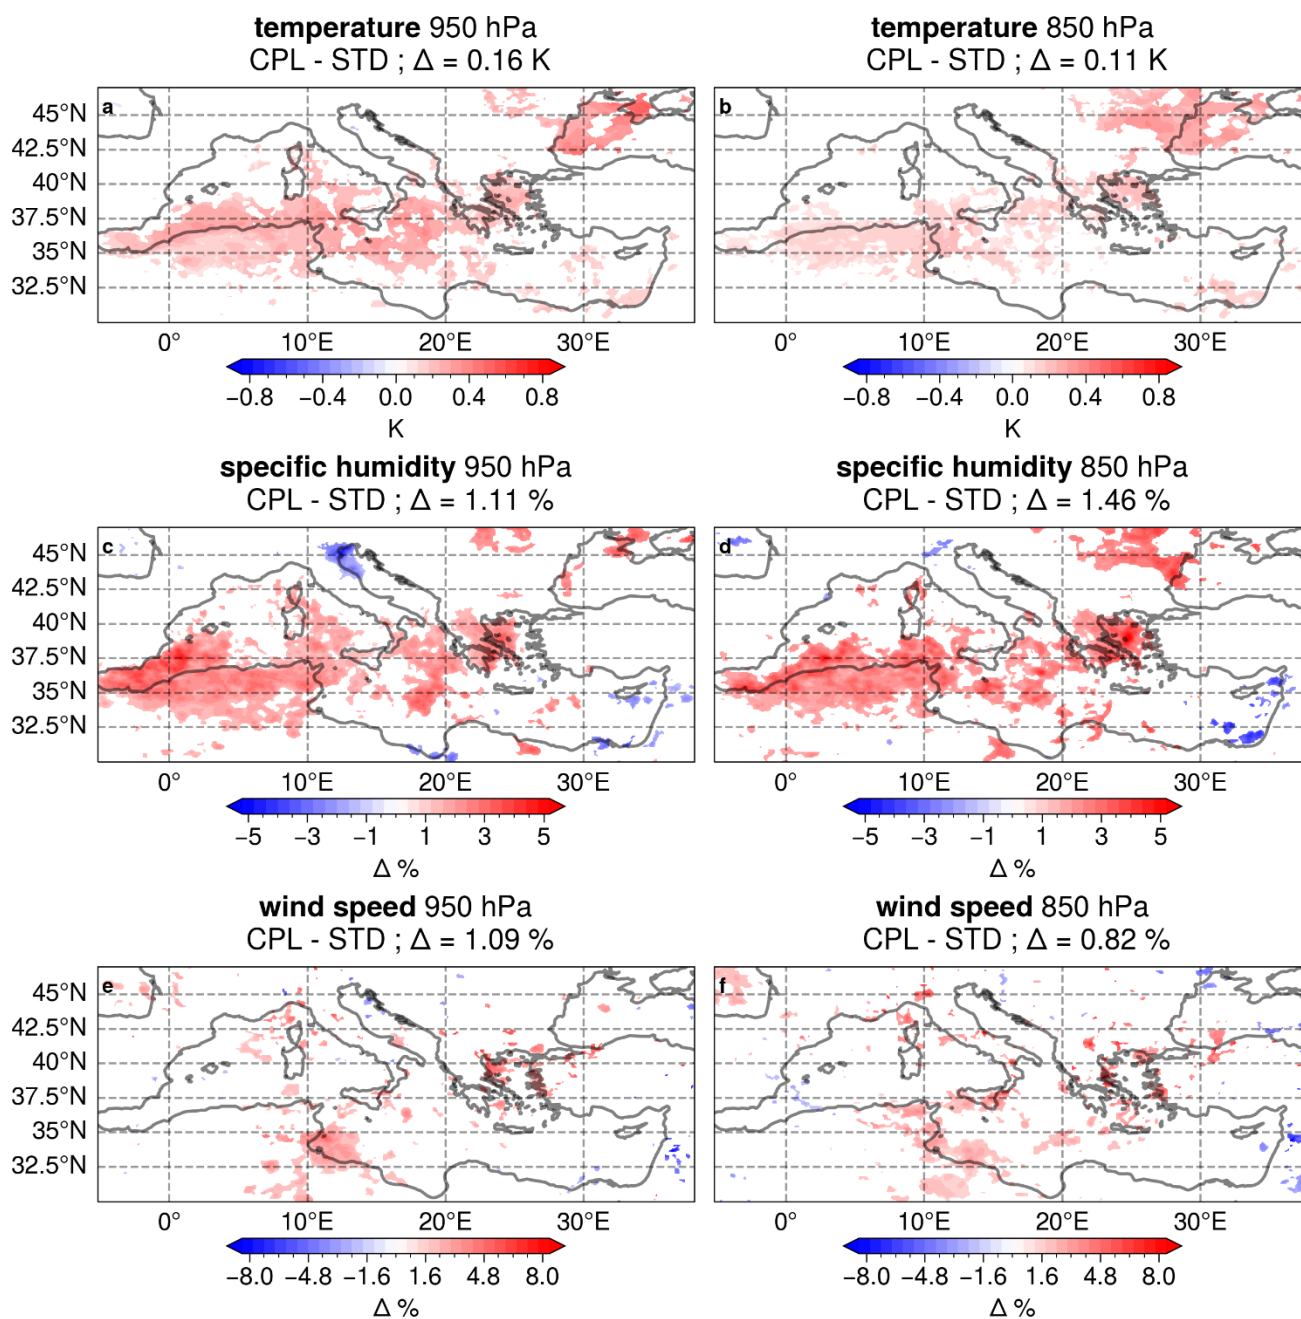 temperature 950 hPa
CPL - STD ; Δ = 0.16 K
temperature 850 hPa
CPL - STD ; Δ = 0.11 K
a
45°N
42.5°N
40°N
37.5°N
35°N
32.5°N
0°
10°E
20°E
30°E
−0.8 −0.4 0.0 0.4 0.8
K
b
0°
10°E
20°E
30°E
−0.8 −0.4 0.0 0.4 0.8
K
specific humidity 950 hPa
CPL - STD ; Δ = 1.11 %
specific humidity 850 hPa
CPL - STD ; Δ = 1.46 %
c
45°N
42.5°N
40°N
37.5°N
35°N
32.5°N
0°
10°E
20°E
30°E
−5 −3 −1 1 3 5
Δ %
d
0°
10°E
20°E
30°E
−5 −3 −1 1 3 5
Δ %
wind speed 950 hPa
CPL - STD ; Δ = 1.09 %
wind speed 850 hPa
CPL - STD ; Δ = 0.82 %
e
45°N
42.5°N
40°N
37.5°N
35°N
32.5°N
0°
10°E
20°E
30°E
−8.0 −4.8 −1.6 1.6 4.8 8.0
Δ %
f
0°
10°E
20°E
30°E
−8.0 −4.8 −1.6 1.6 4.8 8.0
Δ %